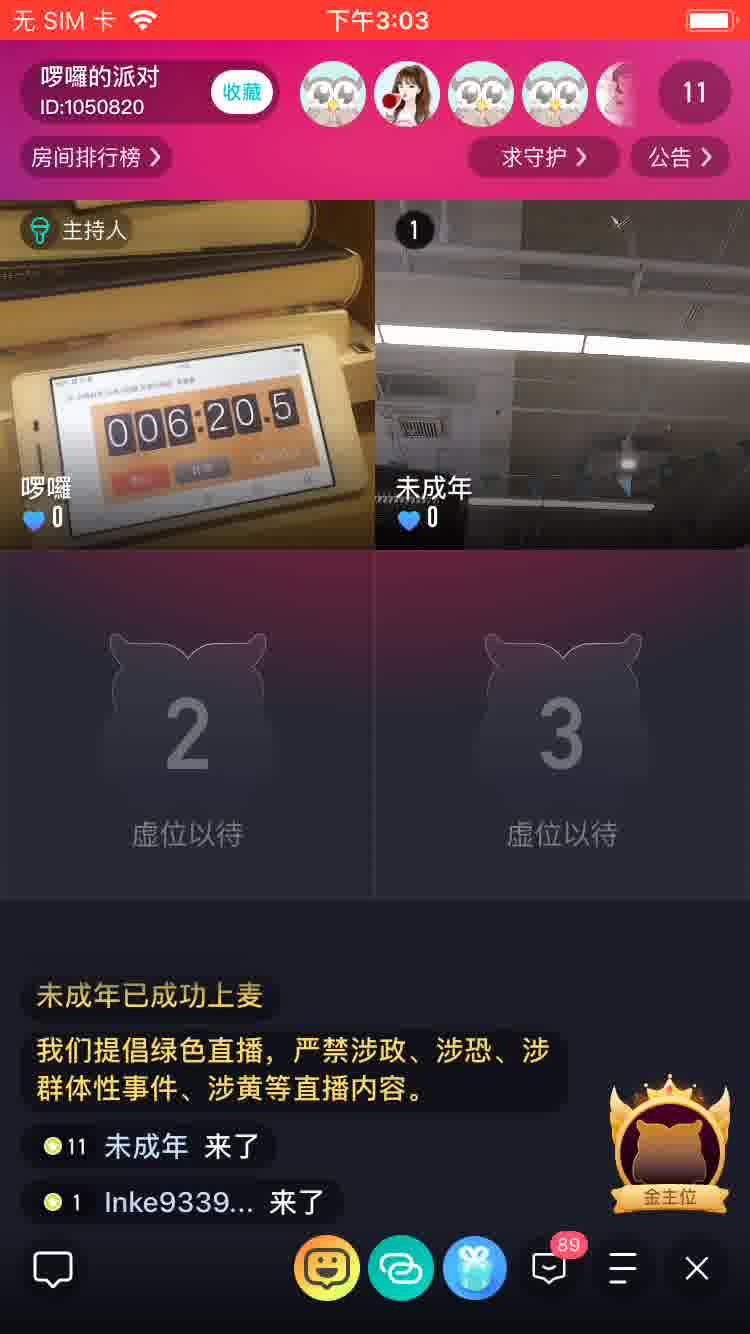 无 SIM 卡
下午3:03
啰囉的派对
ID:1050820
收藏
11
房间排行榜
求守护
公告
主持人
1
006:20.5
啰囉
0
未成年
0
2
3
虚位以待
虚位以待
未成年已成功上麦
我们提倡绿色直播，严禁涉政、涉恐、涉
群体性事件、涉黄等直播内容。
11 未成年 来了
1 Inke9339... 来了
金主位
89